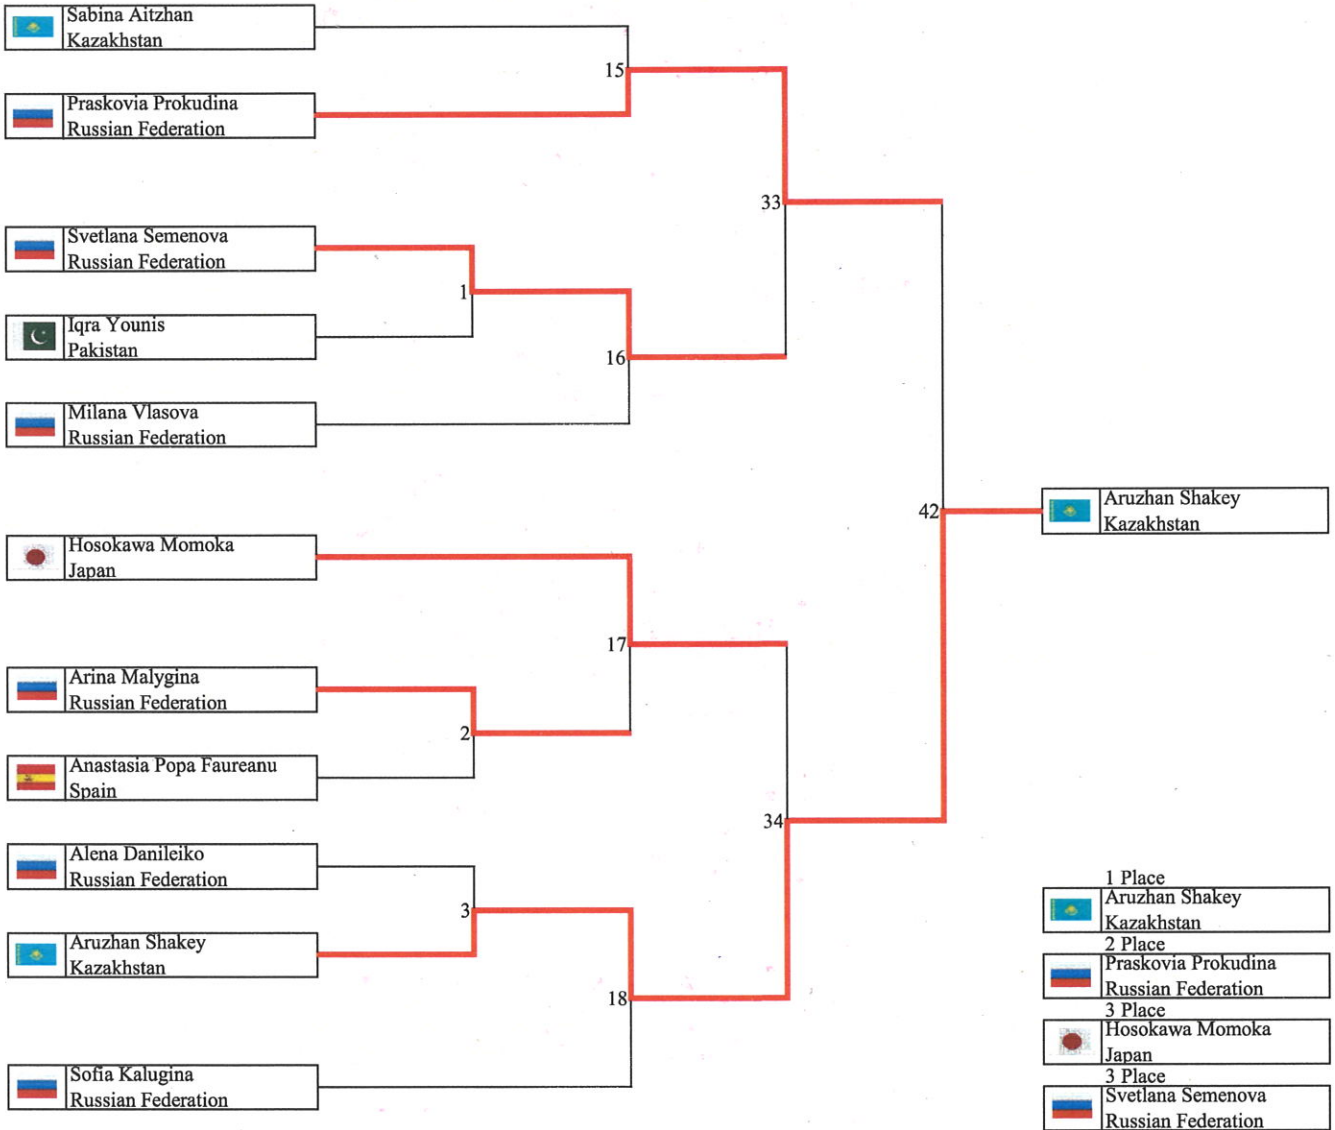 Sabina Aitzhan
Kazakhstan
15
Praskovia Prokudina
Russian Federation
33
Svetlana Semenova
Russian Federation
1
Iqra Younis
Pakistan
16
Milana Vlasova
Russian Federation
42
Aruzhan Shakey
Kazakhstan
Hosokawa Momoka
Japan
17
Arina Malygina
Russian Federation
2
Anastasia Popa Faureanu
Spain
34
Alena Danileiko
Russian Federation
3
Aruzhan Shakey
Kazakhstan
18
Sofia Kalugina
Russian Federation
1 Place
Aruzhan Shakey
Kazakhstan
2 Place
Praskovia Prokudina
Russian Federation
3 Place
Hosokawa Momoka
Japan
3 Place
Svetlana Semenova
Russian Federation